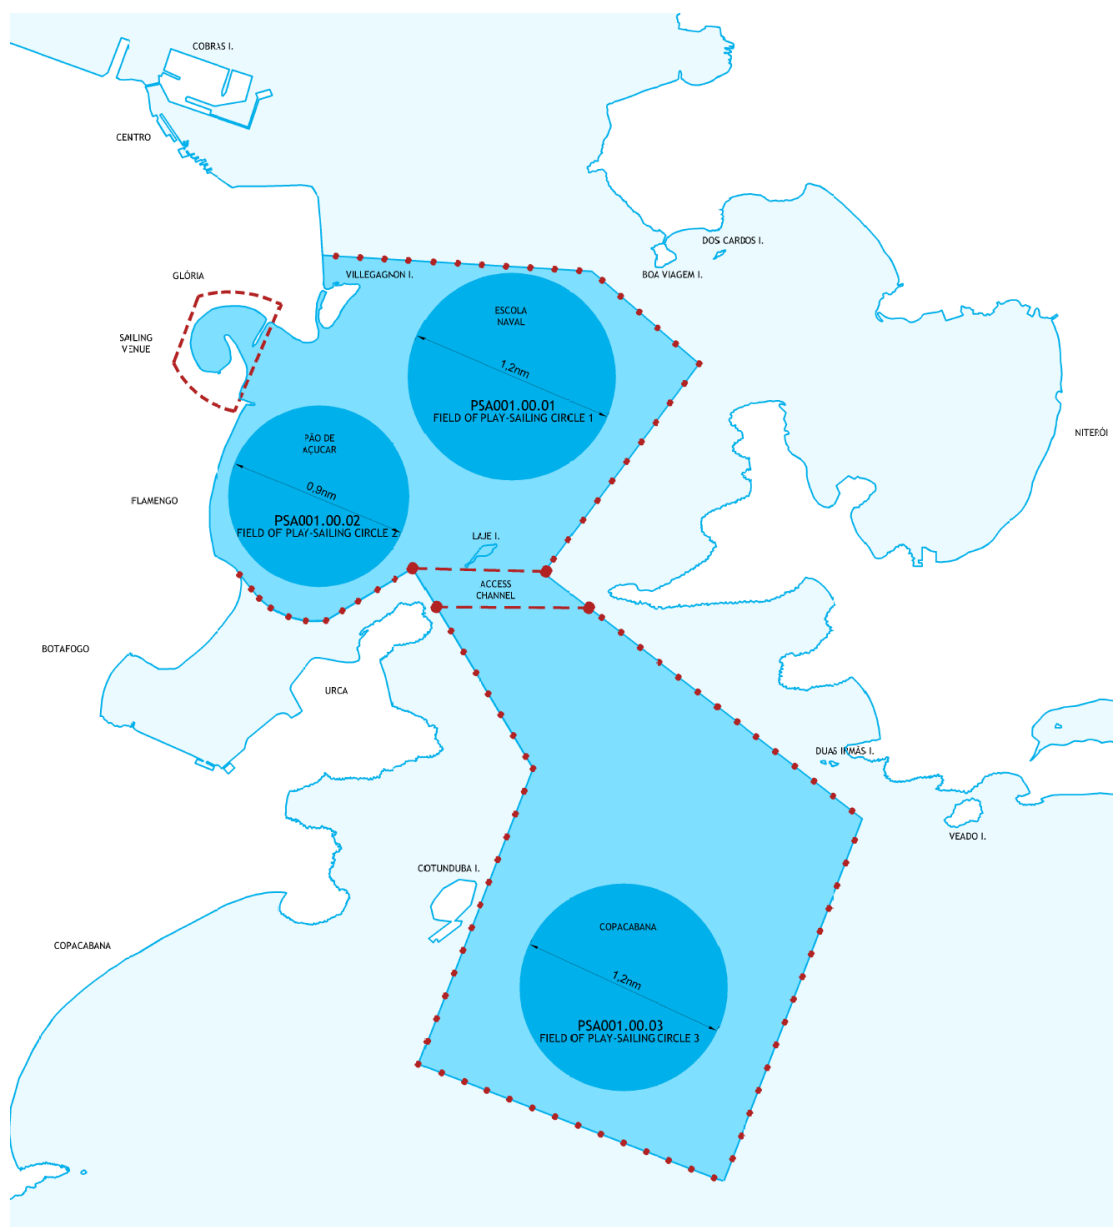 COBRAS I.
CENTRO
DOS CARDOS I.
BOA VIAGEM I.
GLÓRIA
VILLEGAGNON I.
ESCOLA
NAVAL
SAILING
VENUE
1,2nm
PSA001.00.01
FIELD OF PLAY-SAILING CIRCLE 1
NITERÓI
PÃO DE
AÇUCAR
0,9nm
FLAMENGO
PSA001.00.02
FIELD OF PLAY-SAILING CIRCLE 2
LAJE I.
ACCESS
CHANNEL
BOTAFOGO
URCA
DUAS IRMÃS I.
VEADO I.
COTUNDUBA I.
COPACABANA
COPACABANA
1,2nm
PSA001.00.03
FIELD OF PLAY-SAILING CIRCLE 3